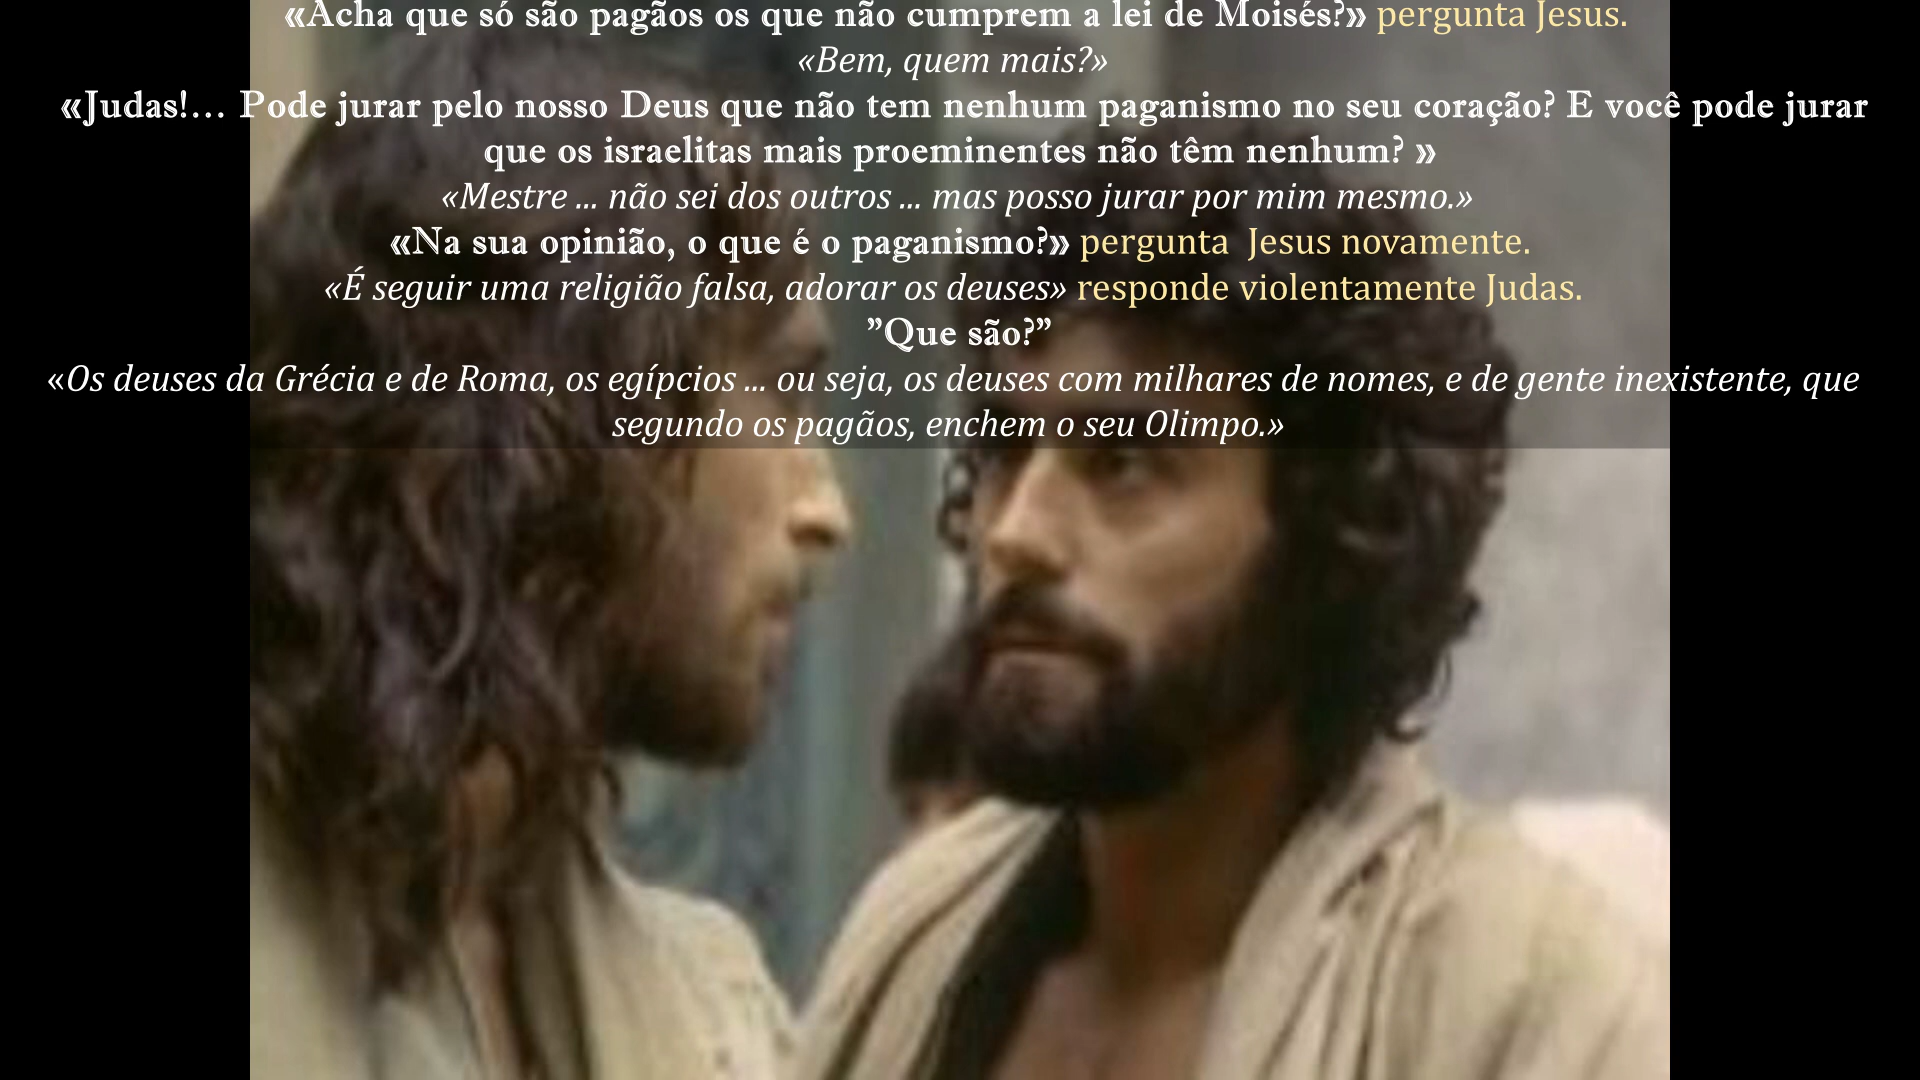 «Acha que só são pagãos os que não cumprem a lei de Moisés?» pergunta Jesus.
«Bem, quem mais?»
«Judas!… Pode jurar pelo nosso Deus que não tem nenhum paganismo no seu coração? E você pode jurar
que os israelitas mais proeminentes não têm nenhum? »
«Mestre ... não sei dos outros ... mas posso jurar por mim mesmo.»
«Na sua opinião, o que é o paganismo?» pergunta  Jesus novamente.
«É seguir uma religião falsa, adorar os deuses» responde violentamente Judas.
”Que são?”
«Os deuses da Grécia e de Roma, os egípcios ... ou seja, os deuses com milhares de nomes, e de gente inexistente, que
segundo os pagãos, enchem o seu Olimpo.»